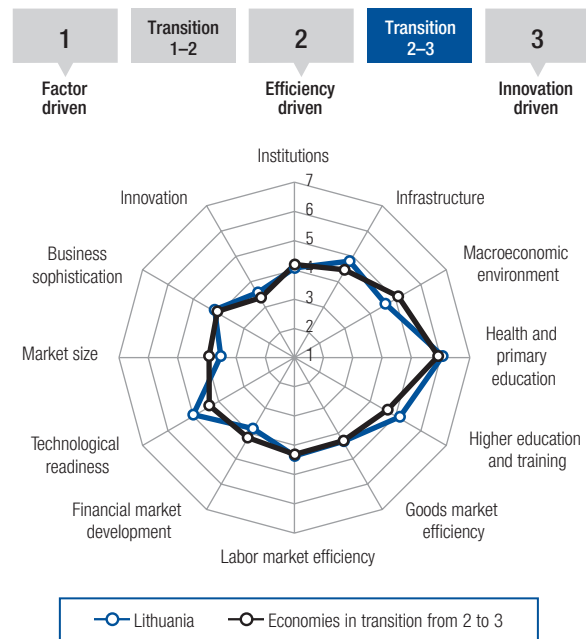 1
Transition
1–2
2
Transition
2–3
3
Factor
driven
Efficiency
driven
Innovation
driven
Institutions
Infrastructure
Macroeconomic
environment
Health and
primary
education
Higher education
and training
Goods market
efficiency
Labor market efficiency
Financial market
development
Technological
readiness
Market size
Business
sophistication
Innovation
7
6
5
4
3
2
1
Lithuania
Economies in transition from 2 to 3